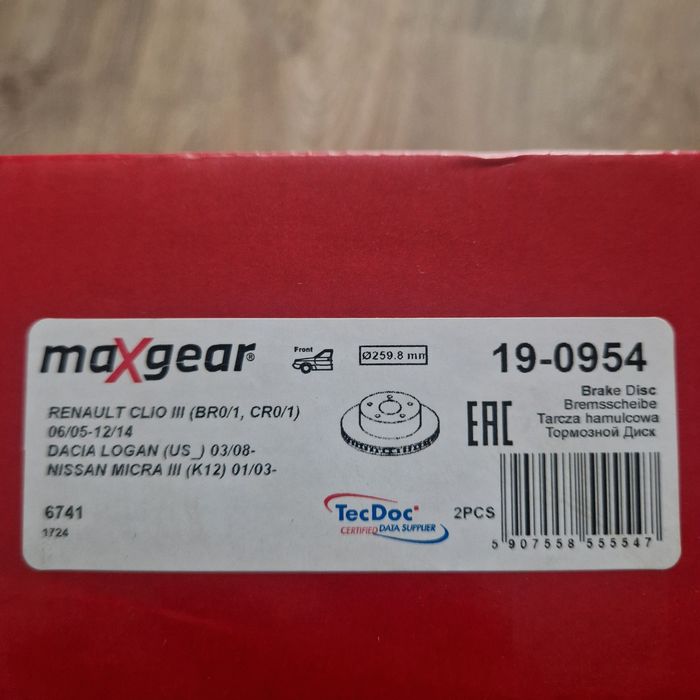 maXgear®
Front
Ø259.8 mm
19-0954
RENAULT CLIO III (BR0/1, CR0/1)
06/05-12/14
DACIA LOGAN (US_) 03/08-
NISSAN MICRA III (K12) 01/03-
EAC
Brake Disc
Bremsscheibe
Tarcza hamulcowa
Тормозной Диск
6741
1724
TecDoc
CERTIFIED DATA SUPPLIER
2PCS
5 907558 555547